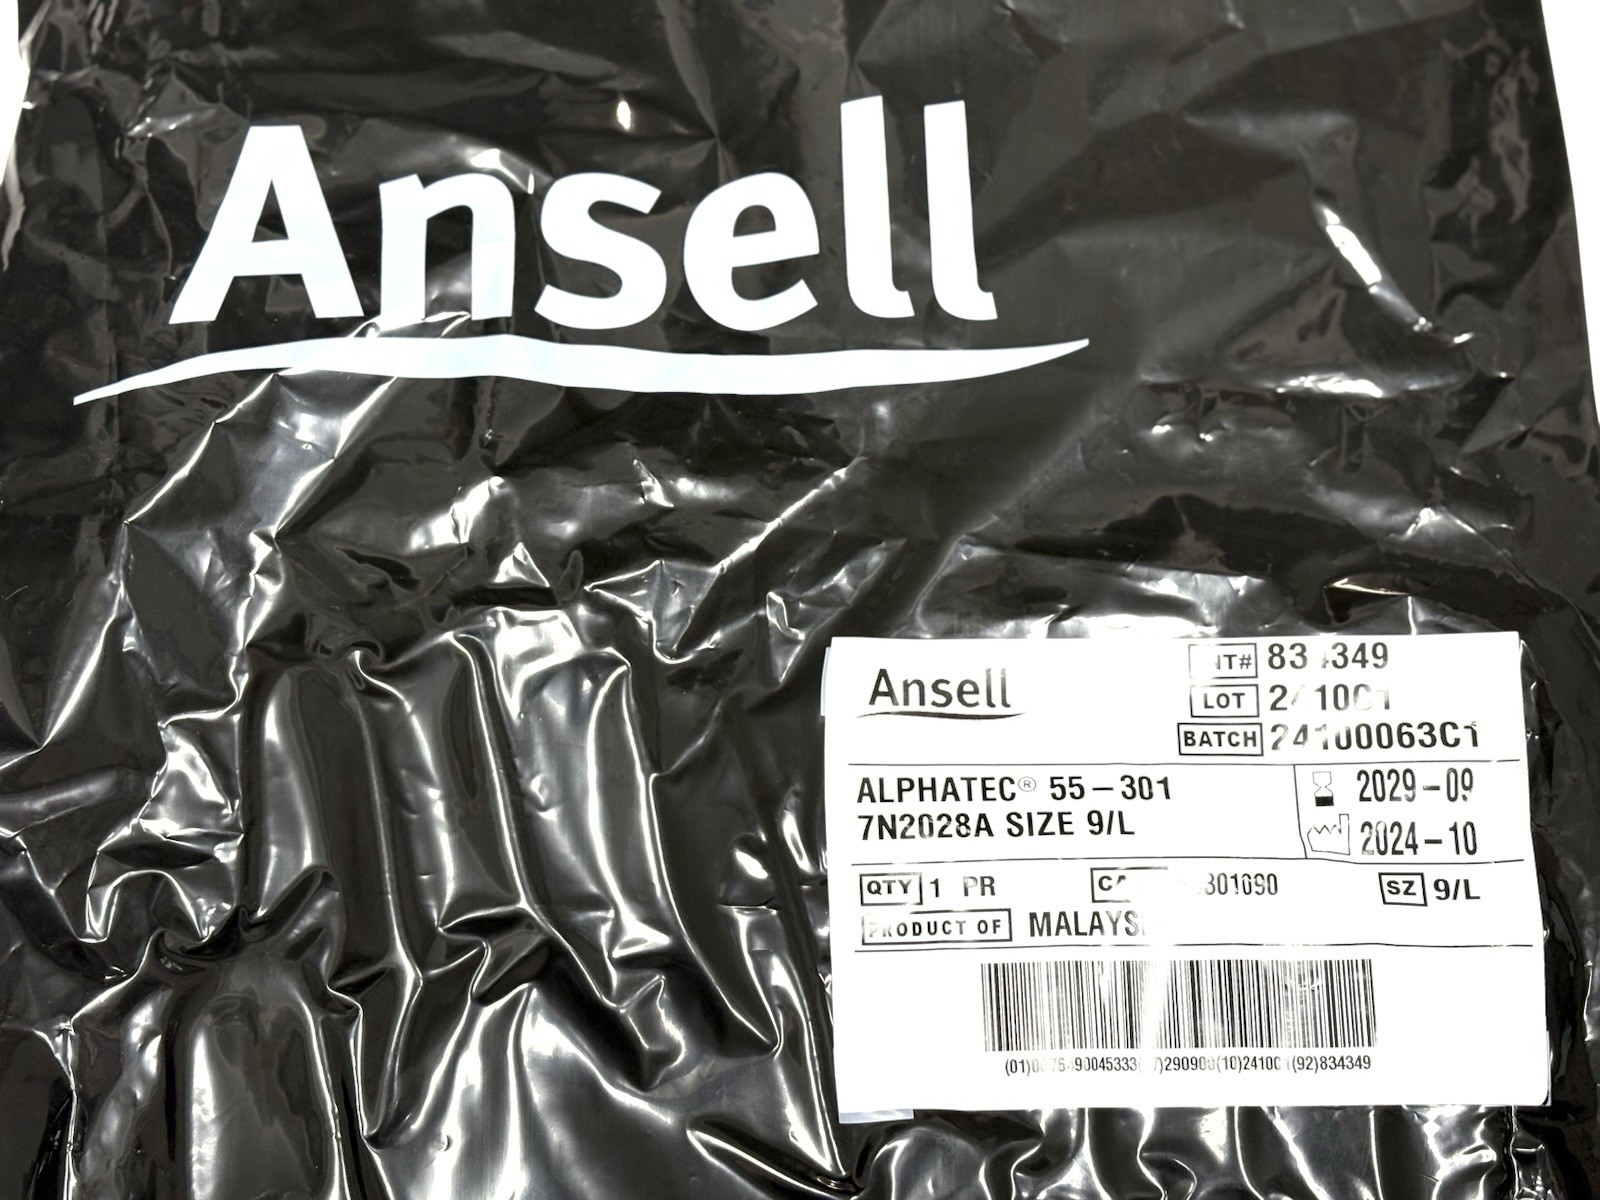 Ansell
Ansell
834349
LOT
BATCH 24100063C1
ALPHATEC® 55-301
7N2028A SIZE 9/L
2029-09
2024-10
QTY 1 PR
SZ 9/L
PRODUCT OF